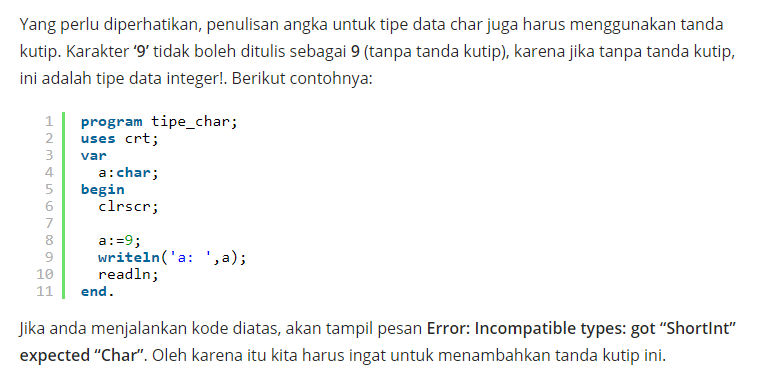 Yang perlu diperhatikan, penulisan angka untuk tipe data char juga harus menggunakan tanda
kutip. Karakter ‘9’ tidak boleh ditulis sebagai 9 (tanpa tanda kutip), karena jika tanpa tanda kutip,
ini adalah tipe data integer!. Berikut contohnya:
1 program tipe_char;
2 uses crt;
3 var
4   a:char;
5 begin
6   clrscr;
7
8   a:=9;
9   writeln('a: ',a);
10   readln;
11 end.
Jika anda menjalankan kode diatas, akan tampil pesan Error: Incompatible types: got “ShortInt”
expected “Char”. Oleh karena itu kita harus ingat untuk menambahkan tanda kutip ini.